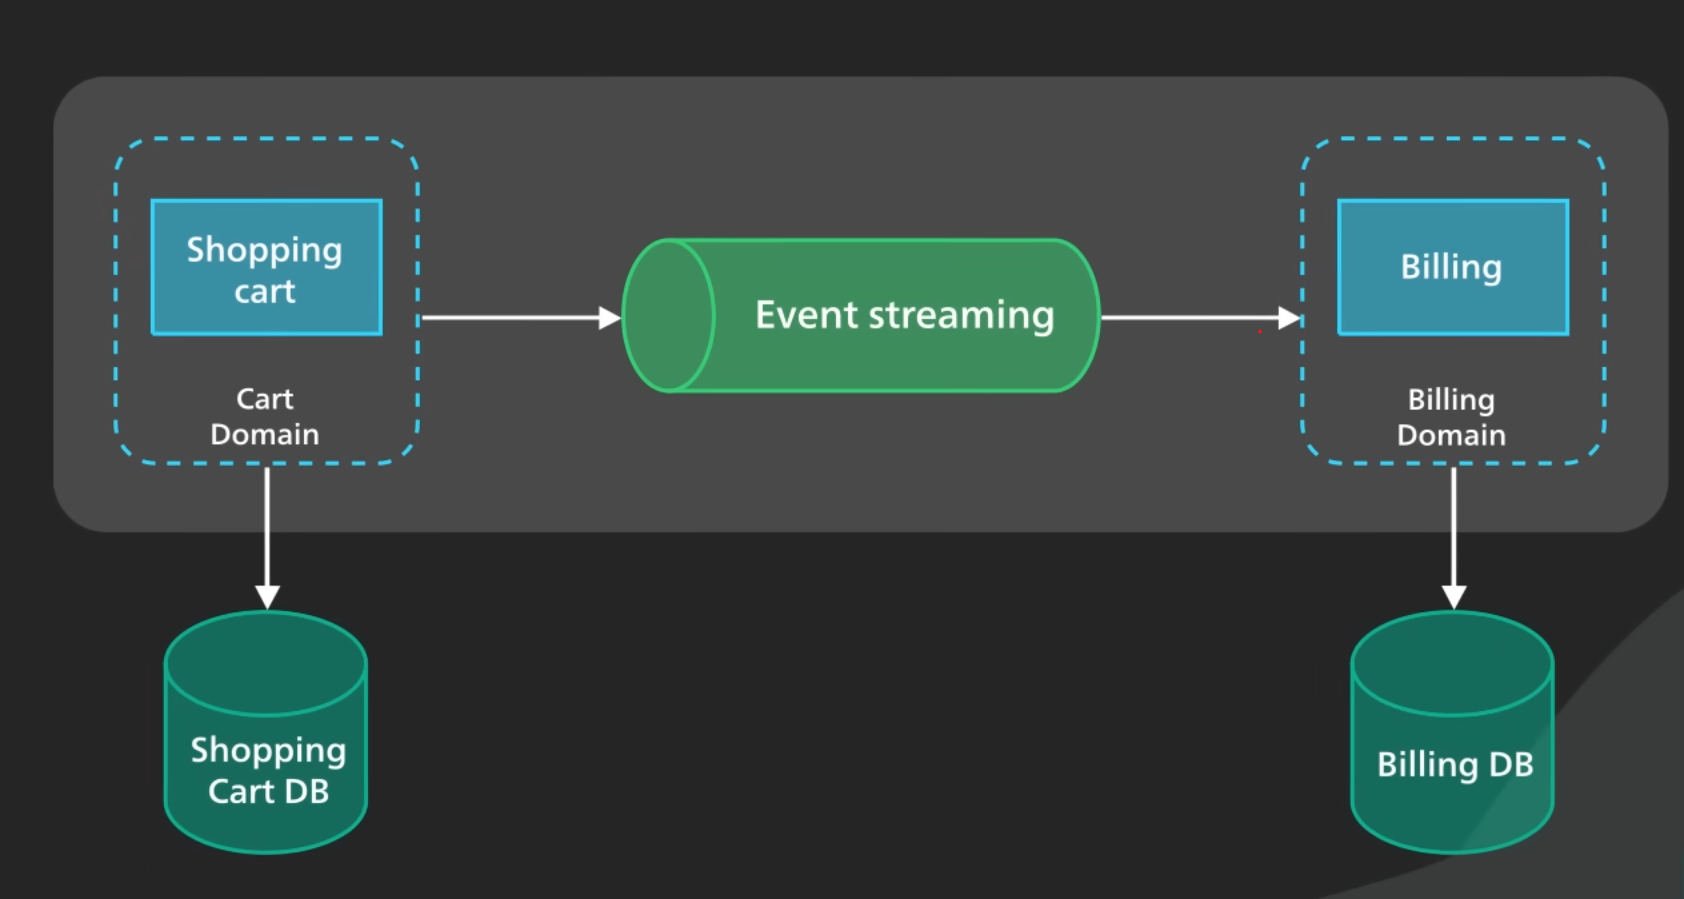 Shopping
cart
Cart
Domain
Event streaming
Billing
Billing
Domain
Shopping
Cart DB
Billing DB